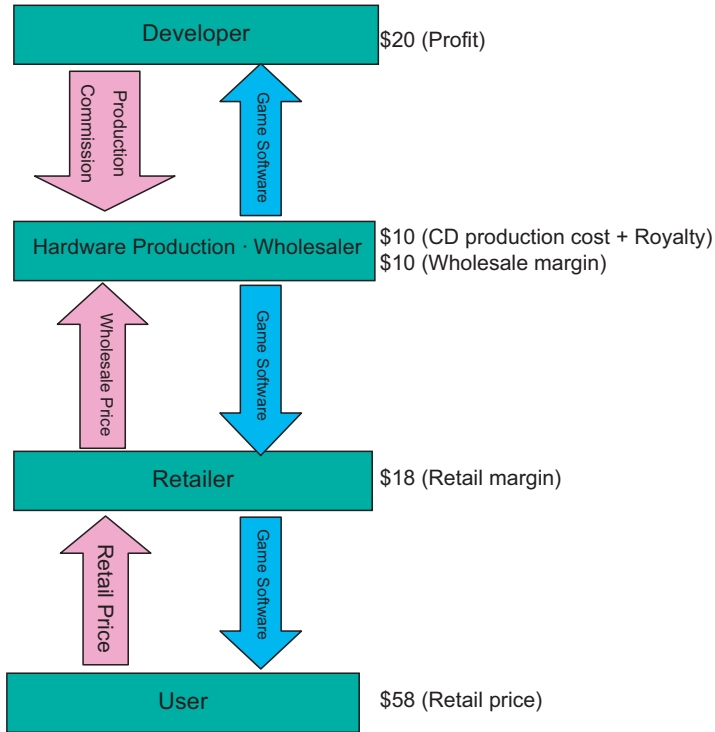 Developer
$20 (Profit)
Production
Commission
Game Software
Hardware Production · Wholesaler
$10 (CD production cost + Royalty)
$10 (Wholesale margin)
Wholesale Price
Game Software
Retailer
$18 (Retail margin)
Retail Price
Game Software
User
$58 (Retail price)